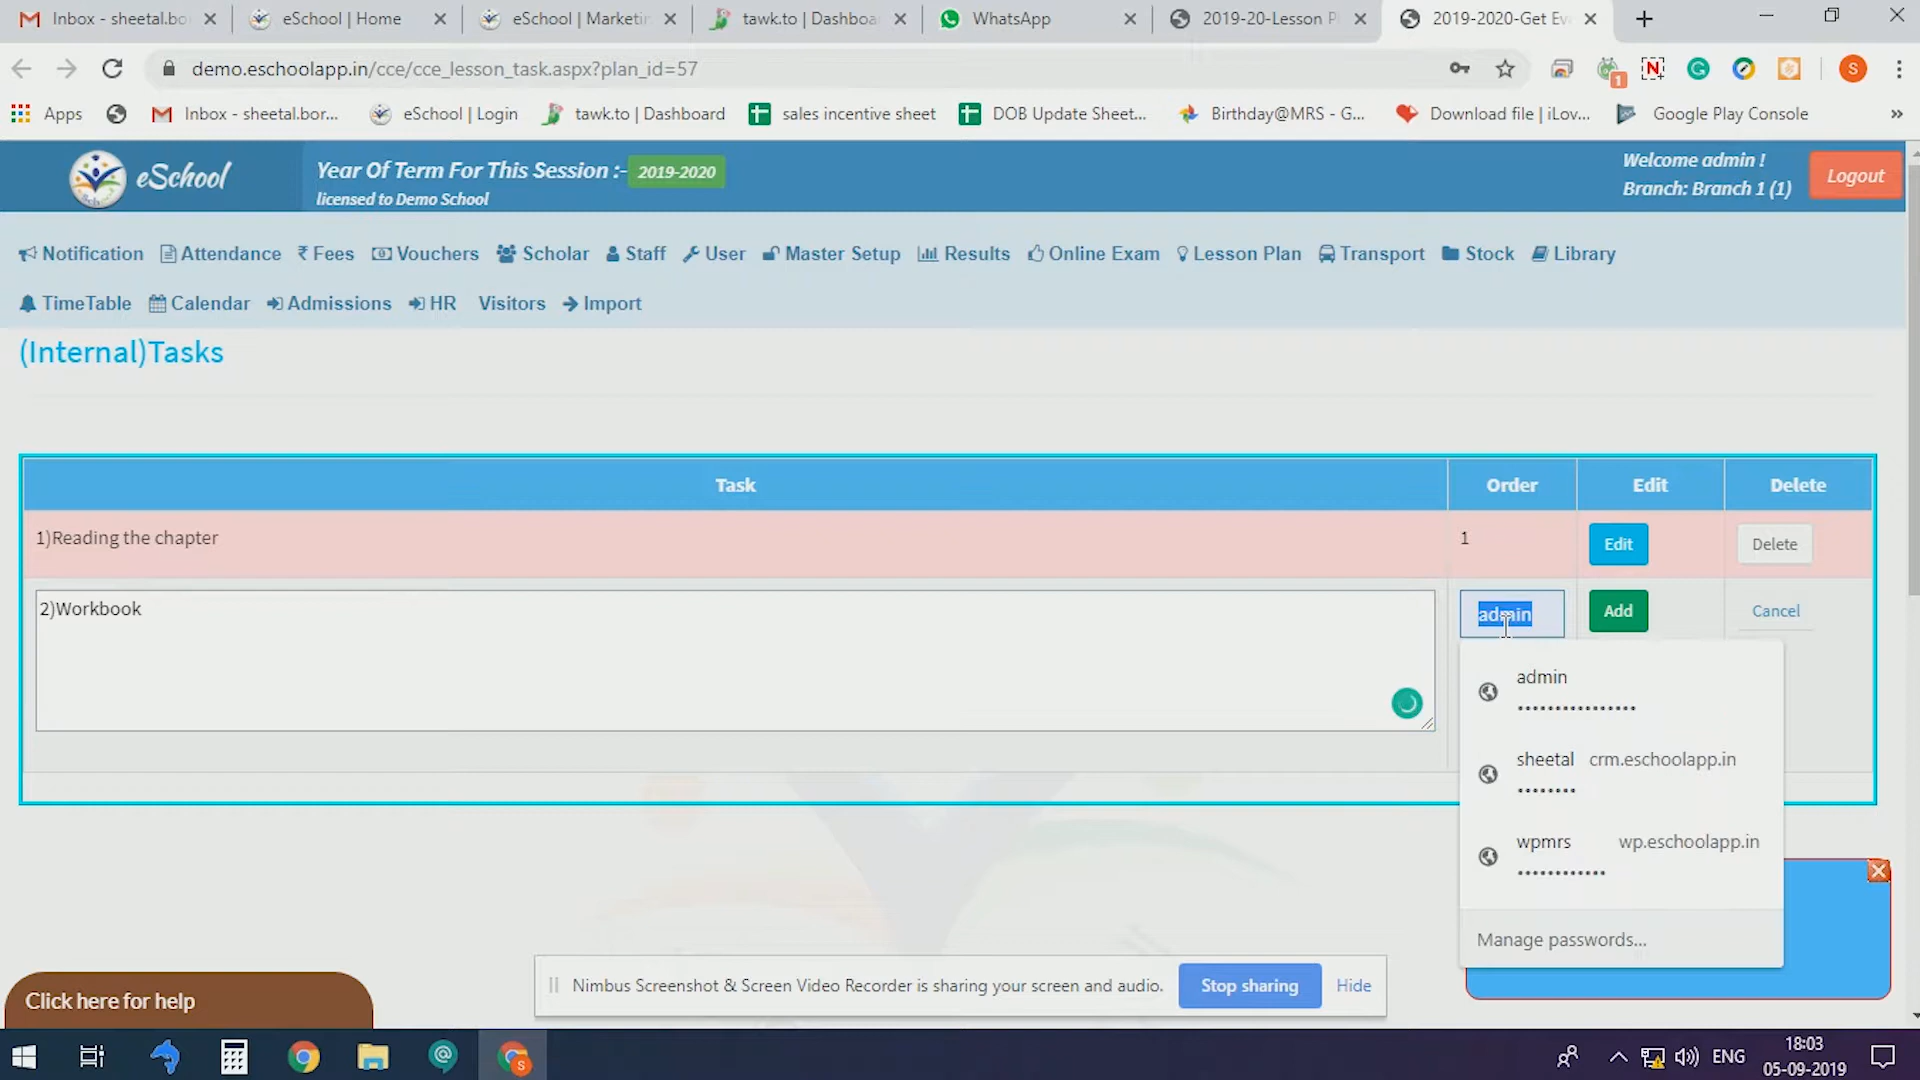 Inbox - sheetal.bo
eSchool | Home
eSchool | Marketin
tawk.to | Dashboa
WhatsApp
2019-20-Lesson P
2019-2020-Get Ev
demo.eschoolapp.in/cce/cce_lesson_task.aspx?plan_id=57
1
N
S
Apps
Inbox - sheetal.bor...
eSchool | Login
tawk.to | Dashboard
sales incentive sheet
DOB Update Sheet...
Birthday@MRS - G...
Download file | iLov...
Google Play Console
»
eSchool
Year Of Term For This Session :- 2019-2020
licensed to Demo School
Welcome admin !
Branch: Branch 1 (1)
Logout
Notification Attendance ₹ Fees Vouchers Scholar Staff User Master Setup Results Online Exam Lesson Plan Transport Stock Library
TimeTable Calendar Admissions HR Visitors Import
(Internal)Tasks
Task Order Edit Delete
1)Reading the chapter 1 Edit Delete
2)Workbook admin Add Cancel
admin
••••••••••••••••
sheetal crm.eschoolapp.in
••••••••
wpmrs wp.eschoolapp.in
••••••••••••
Manage passwords...
Nimbus Screenshot & Screen Video Recorder is sharing your screen and audio. Stop sharing Hide
Click here for help
S
ENG
18:03
05-09-2019